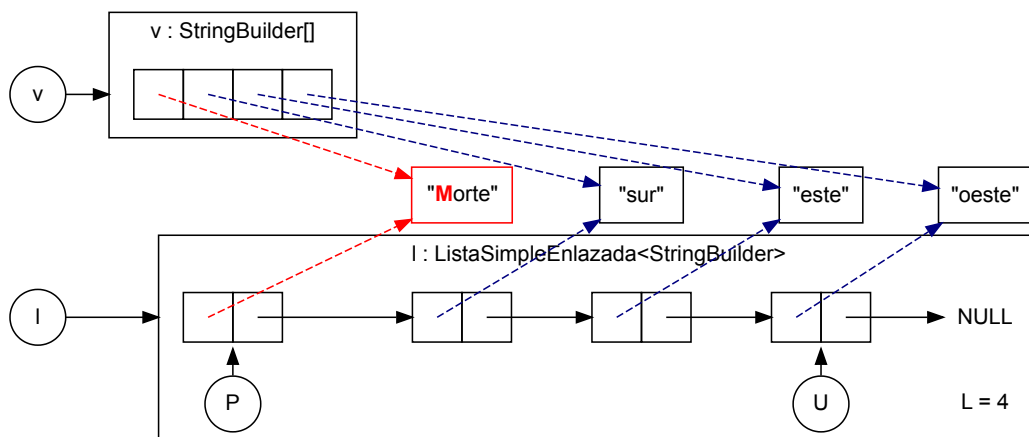 v : StringBuilder[]
v
"Morte"
"sur"
"este"
"oeste"
l : ListaSimpleEnlazada<StringBuilder>
l
NULL
P
U
L = 4